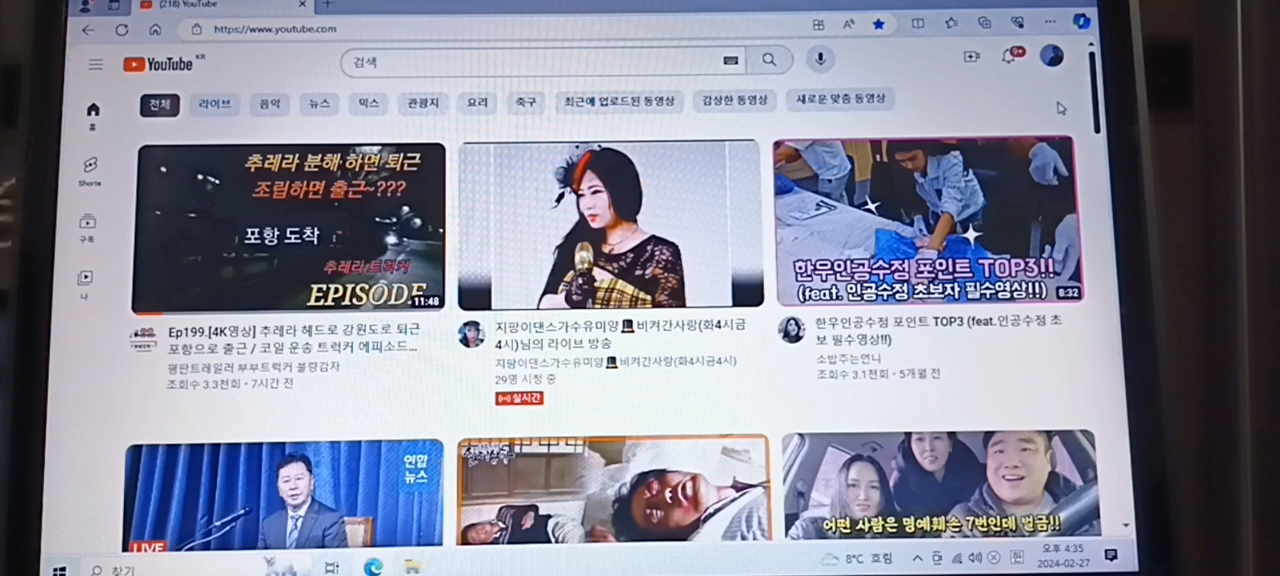 (218) YouTube
https://www.youtube.com
YouTube KR
검색
9+
전체
라이브
음악
뉴스
믹스
관광지
요리
축구
최근에 업로드된 동영상
감상한 동영상
새로운 맞춤 동영상
홈
Shorts
구독
나
추레라 분해 하면 퇴근
조립하면 출근~???
포항 도착
추레라 트럭커
EPISODE
11:48
Ep199.[4K영상] 추레라 헤드로 강원도로 퇴근
포항으로 출근 / 코일 운송 트럭커 에피소드...
평판트레일러 부부트럭커 불량감자
조회수 3.3천회 • 7시간 전
지팡이댄스가수유미양🎩비켜간사랑(화4시금
4시)님의 라이브 방송
지팡이댄스가수유미양🎩비켜간사랑(화4시금4시)
29명 시청 중
실시간
한우인공수정 포인트 TOP3!!
(feat. 인공수정 초보자 필수영상!!)
8:32
한우인공수정 포인트 TOP3 (feat.인공수정 초
보 필수영상!!)
소밥주는언니
조회수 3.1천회 • 5개월 전
연합
뉴스
LIVE
어떤 사람은 명예훼손 7번인데 벌금!!
찾기
8°C 흐림
한
오후 4:35
2024-02-27